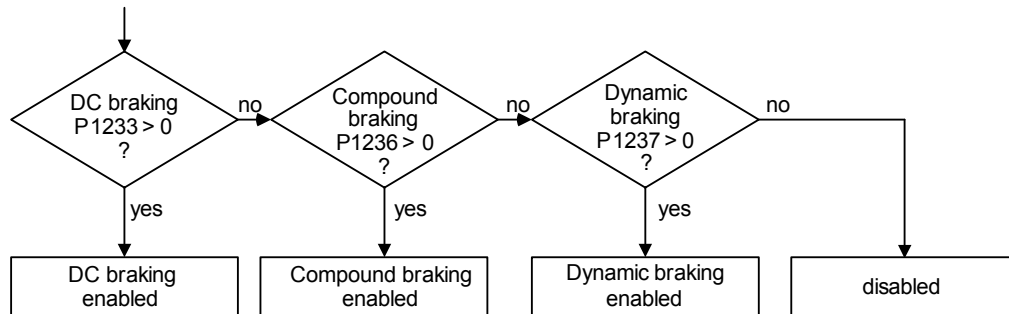 DC braking
P1233 > 0
?
no
Compound
braking
P1236 > 0
?
no
Dynamic
braking
P1237 > 0
?
no
yes
yes
yes
DC braking
enabled
Compound braking
enabled
Dynamic braking
enabled
disabled